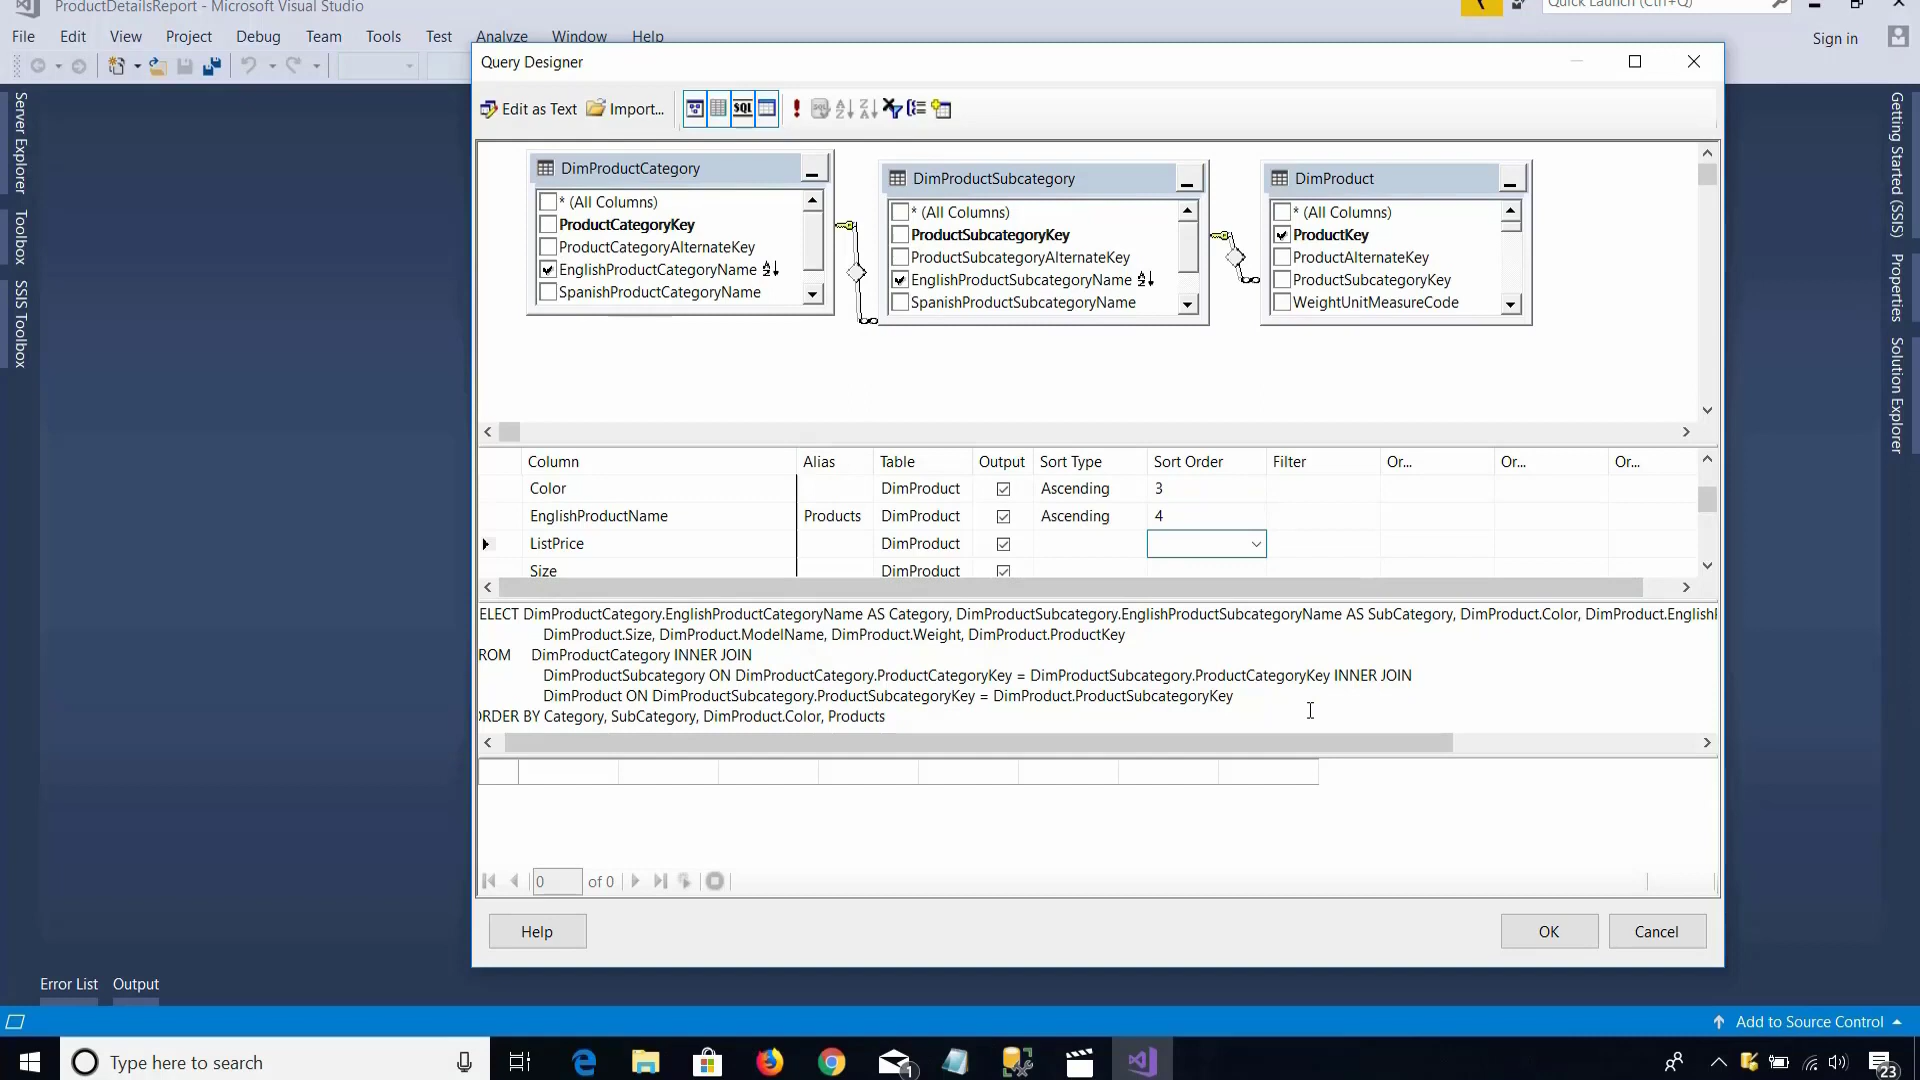 ProductDetailsReport - Microsoft Visual Studio
Quick Launch (Ctrl+Q)
File Edit View Project Debug Team Tools Test Analyze Window Help
Sign in
Query Designer
Edit as Text Import... SQL
Server Explorer
Toolbox
SSIS Toolbox
Getting Started (SSIS)
Properties
Solution Explorer
DimProductCategory
* (All Columns)
ProductCategoryKey
ProductCategoryAlternateKey
EnglishProductCategoryName
SpanishProductCategoryName
DimProductSubcategory
* (All Columns)
ProductSubcategoryKey
ProductSubcategoryAlternateKey
EnglishProductSubcategoryName
SpanishProductSubcategoryName
DimProduct
* (All Columns)
ProductKey
ProductAlternateKey
ProductSubcategoryKey
WeightUnitMeasureCode
Column Alias Table Output Sort Type Sort Order Filter Or... Or... Or...
Color DimProduct Ascending 3
EnglishProductName Products DimProduct Ascending 4
ListPrice DimProduct
Size DimProduct
ELECT DimProductCategory.EnglishProductCategoryName AS Category, DimProductSubcategory.EnglishProductSubcategoryName AS SubCategory, DimProduct.Color, DimProduct.English
DimProduct.Size, DimProduct.ModelName, DimProduct.Weight, DimProduct.ProductKey
ROM DimProductCategory INNER JOIN
DimProductSubcategory ON DimProductCategory.ProductCategoryKey = DimProductSubcategory.ProductCategoryKey INNER JOIN
DimProduct ON DimProductSubcategory.ProductSubcategoryKey = DimProduct.ProductSubcategoryKey
ORDER BY Category, SubCategory, DimProduct.Color, Products
0 of 0
Help OK Cancel
Error List Output
Add to Source Control
Type here to search
1
23